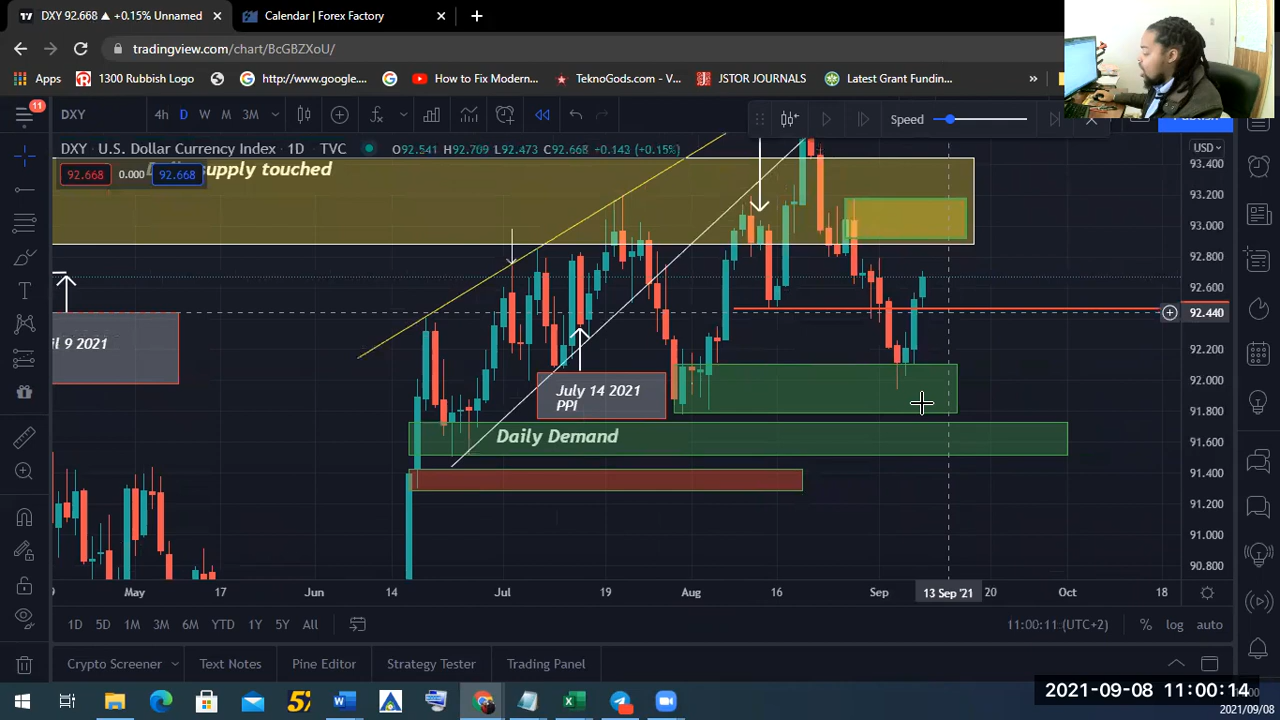 DXY 92.668 ▲ +0.15% Unnamed
Calendar | Forex Factory
tradingview.com/chart/BcGBZXoU/
Apps
1300 Rubbish Logo
http://www.google...
How to Fix Modern...
TeknoGods.com - V...
JSTOR JOURNALS
Latest Grant Fundin...
»
11
DXY
4h D W M 3M
Speed
Publish
DXY · U.S. Dollar Currency Index · 1D · TVC
O92.541 H92.709 L92.473 C92.668 +0.143 (+0.15%)
USD
92.668 0.000 92.668
supply touched
93.400
93.200
93.000
92.800
92.600
92.440
92.200
92.000
91.800
91.600
91.400
91.200
91.000
90.800
il 9 2021
July 14 2021
PPI
Daily Demand
May 17 Jun 14 Jul 19 Aug 16 Sep 13 Sep '21 20 Oct 18
1D 5D 1M 3M 6M YTD 1Y 5Y All
11:00:11 (UTC+2)
% log auto
Crypto Screener
Text Notes
Pine Editor
Strategy Tester
Trading Panel
2021-09-08 11:00:14
2021/09/08